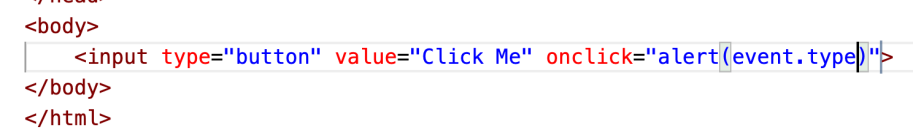 <body>
<input type="button" value="Click Me" onclick="alert(event.type)">
</body>
</html>